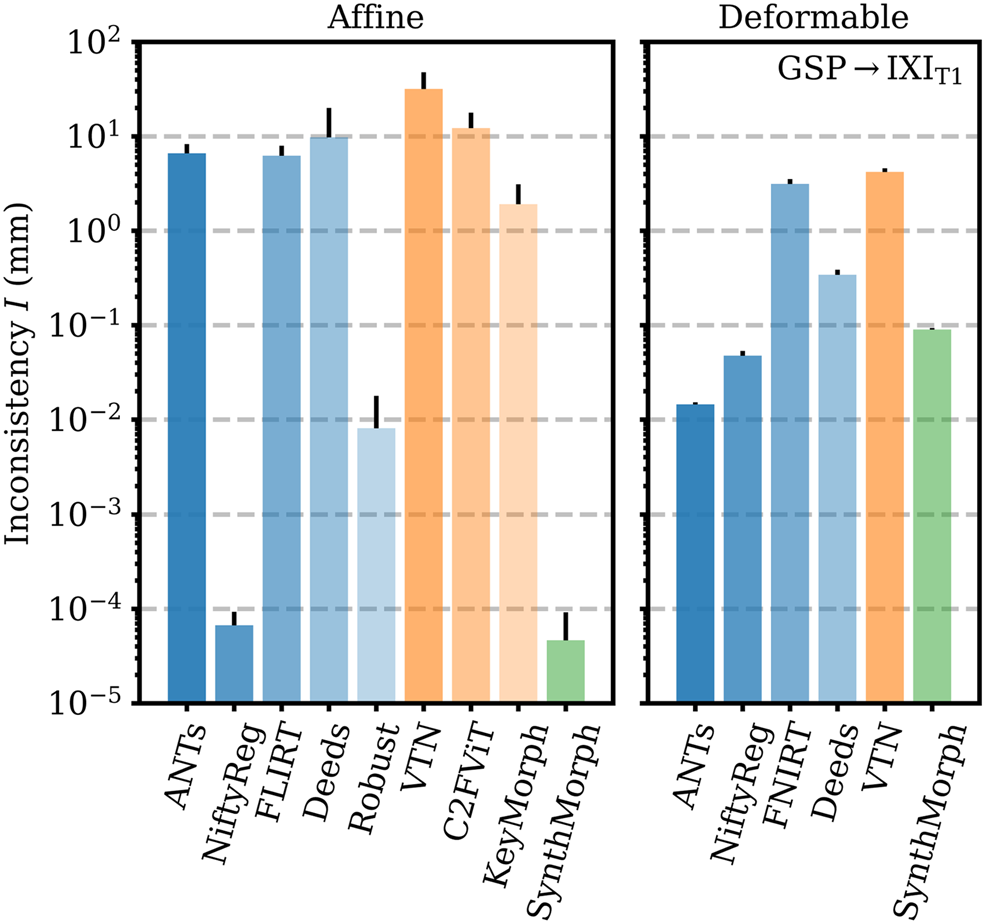 Affine
Deformable
GSP → IXI_T1
Inconsistency I (mm)
10^2
10^1
10^0
10^−1
10^−2
10^−3
10^−4
10^−5
ANTs
NiftyReg
FLIRT
Deeds
Robust
VTN
C2FViT
KeyMorph
SynthMorph
ANTs
NiftyReg
FNIRT
Deeds
VTN
SynthMorph